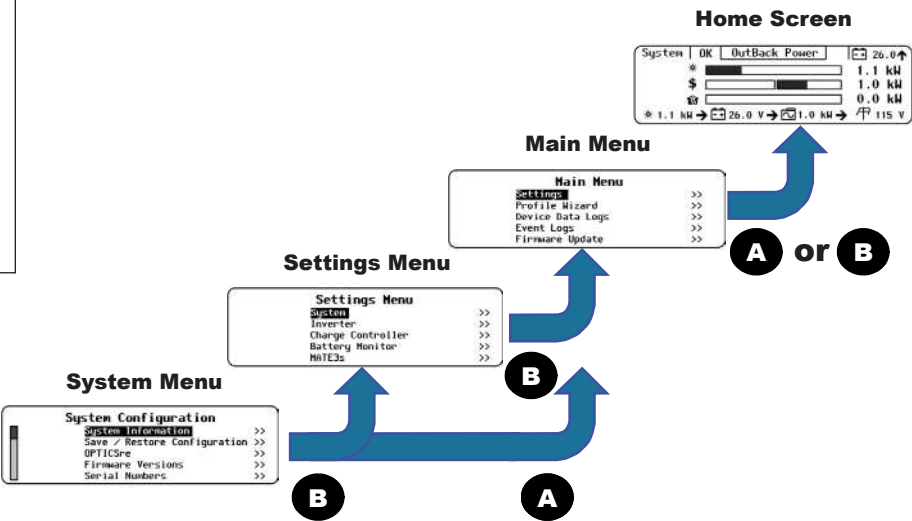 Home Screen
System OK OutBack Power 26.0
1.1 kW
$ 1.0 kW
0.0 kW
1.1 kW 26.0 V 1.0 kW 115 V
Main Menu
Main Menu
Settings >>
Profile Wizard >>
Device Data Logs >>
Event Logs >>
Firmware Update >>
A or B
Settings Menu
Settings Menu
System >>
Inverter >>
Charge Controller >>
Battery Monitor >>
MATE3s >>
B
System Menu
System Configuration
System Information >>
Save / Restore Configuration >>
OPTICSre >>
Firmware Versions >>
Serial Numbers >>
B
A